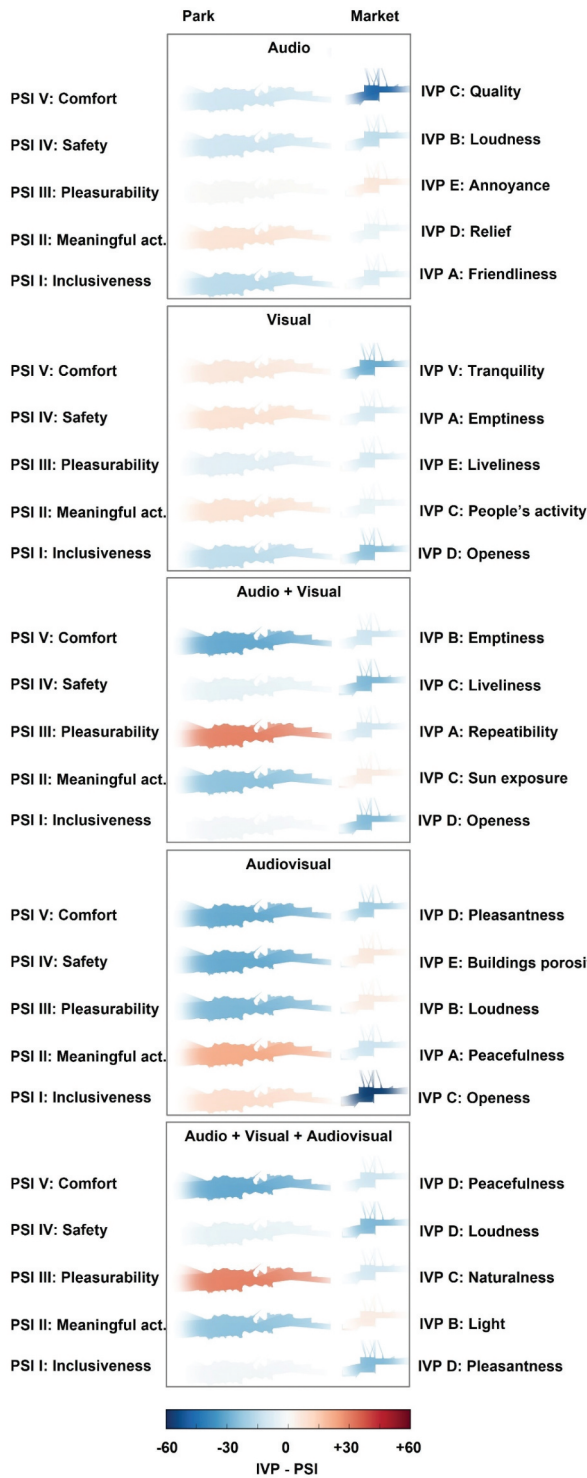 Park Market
Audio
PSI V: Comfort IVP C: Quality
PSI IV: Safety IVP B: Loudness
PSI III: Pleasurability IVP E: Annoyance
PSI II: Meaningful act. IVP D: Relief
PSI I: Inclusiveness IVP A: Friendliness
Visual
PSI V: Comfort IVP V: Tranquility
PSI IV: Safety IVP A: Emptiness
PSI III: Pleasurability IVP E: Liveliness
PSI II: Meaningful act. IVP C: People's activity
PSI I: Inclusiveness IVP D: Openess
Audio + Visual
PSI V: Comfort IVP B: Emptiness
PSI IV: Safety IVP C: Liveliness
PSI III: Pleasurability IVP A: Repeatibility
PSI II: Meaningful act. IVP C: Sun exposure
PSI I: Inclusiveness IVP D: Openess
Audiovisual
PSI V: Comfort IVP D: Pleasantness
PSI IV: Safety IVP E: Buildings porosi
PSI III: Pleasurability IVP B: Loudness
PSI II: Meaningful act. IVP A: Peacefulness
PSI I: Inclusiveness IVP C: Openess
Audio + Visual + Audiovisual
PSI V: Comfort IVP D: Peacefulness
PSI IV: Safety IVP D: Loudness
PSI III: Pleasurability IVP C: Naturalness
PSI II: Meaningful act. IVP B: Light
PSI I: Inclusiveness IVP D: Pleasantness
-60 -30 0 +30 +60
IVP - PSI